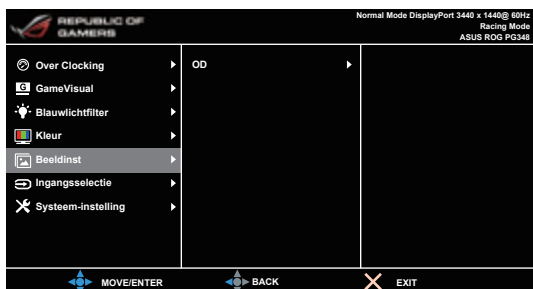 REPUBLIC OF
GAMERS
Normal Mode DisplayPort 3440 x 1440@ 60Hz
Racing Mode
ASUS ROG PG348
Over Clocking
OD
GameVisual
Blauwlichtfilter
Kleur
Beeldinst
Ingangsselectie
Systeem-instelling
MOVE/ENTER
BACK
EXIT